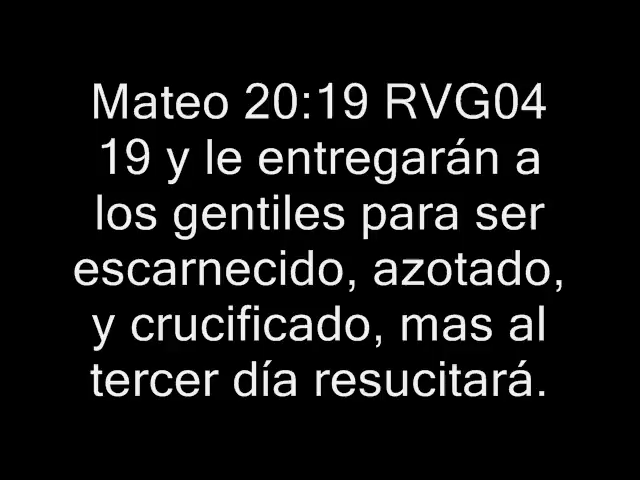 Mateo 20:19 RVG04
19 y le entregarán a
los gentiles para ser
escarnecido, azotado,
y crucificado, mas al
tercer día resucitará.